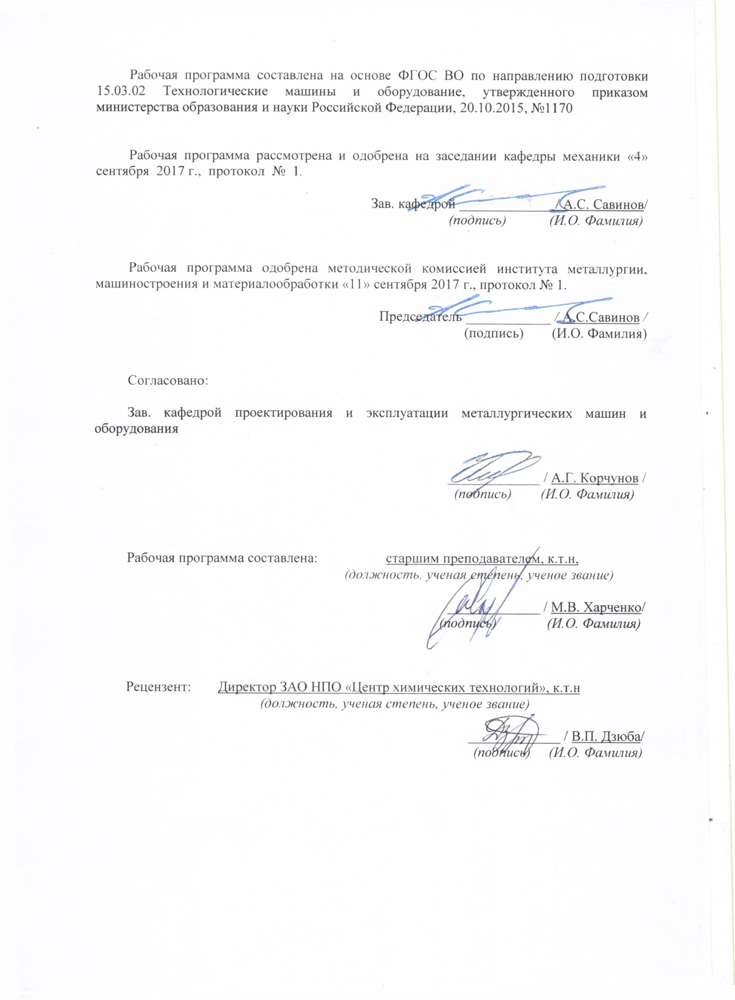 Рабочая программа составлена на основе ФГОС ВО по направлению подготовки
15.03.02 Технологические машины и оборудование, утвержденного приказом
министерства образования и науки Российской Федерации, 20.10.2015, №1170
Рабочая программа рассмотрена и одобрена на заседании кафедры механики «4»
сентября 2017 г., протокол № 1.
Зав. кафедрой ______________ / А.С. Савинов/
(подпись) (И.О. Фамилия)
Рабочая программа одобрена методической комиссией института металлургии,
машиностроения и материалообработки «11» сентября 2017 г., протокол № 1.
Председатель ____________ / А.С.Савинов /
(подпись) (И.О. Фамилия)
Согласовано:
Зав. кафедрой проектирования и эксплуатации металлургических машин и
оборудования
_____________ / А.Г. Корчунов /
(подпись) (И.О. Фамилия)
Рабочая программа составлена: старшим преподавателем, к.т.н,
(должность, ученая степень, ученое звание)
_____________ / М.В. Харченко/
(подпись) (И.О. Фамилия)
Рецензент: Директор ЗАО НПО «Центр химических технологий», к.т.н
(должность, ученая степень, ученое звание)
_____________ / В.П. Дзюба/
(подпись) (И.О. Фамилия)